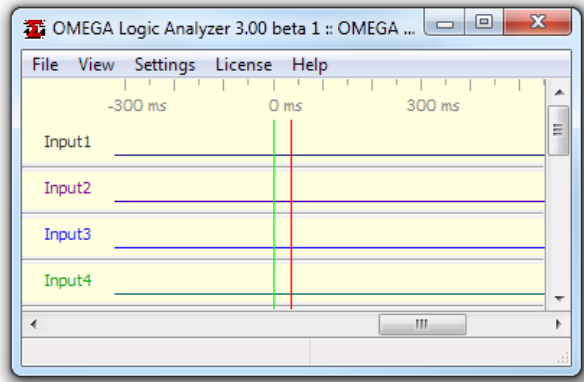 OMEGA Logic Analyzer 3.00 beta 1 :: OMEGA ...
File View Settings License Help
-300 ms 0 ms 300 ms
Input1
Input2
Input3
Input4